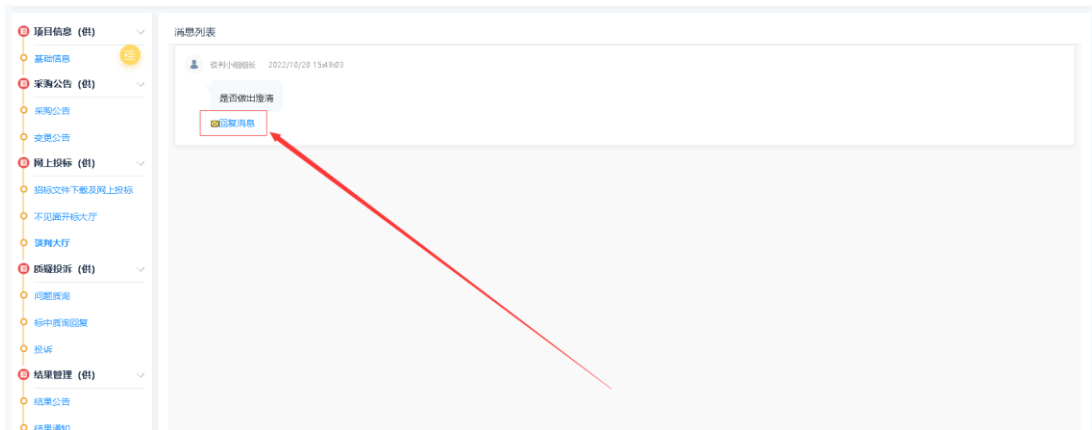 项目信息（供）
基础信息
采购公告（供）
采购公告
变更公告
网上投标（供）
招标文件下载及网上投标
不见面开标大厅
谈判大厅
质疑投诉（供）
问题质询
标中质询回复
投诉
结果管理（供）
结果公告
结果通知
消息列表
谈判小组组长 2022/10/20 15:49:03
是否做出澄清
回复消息